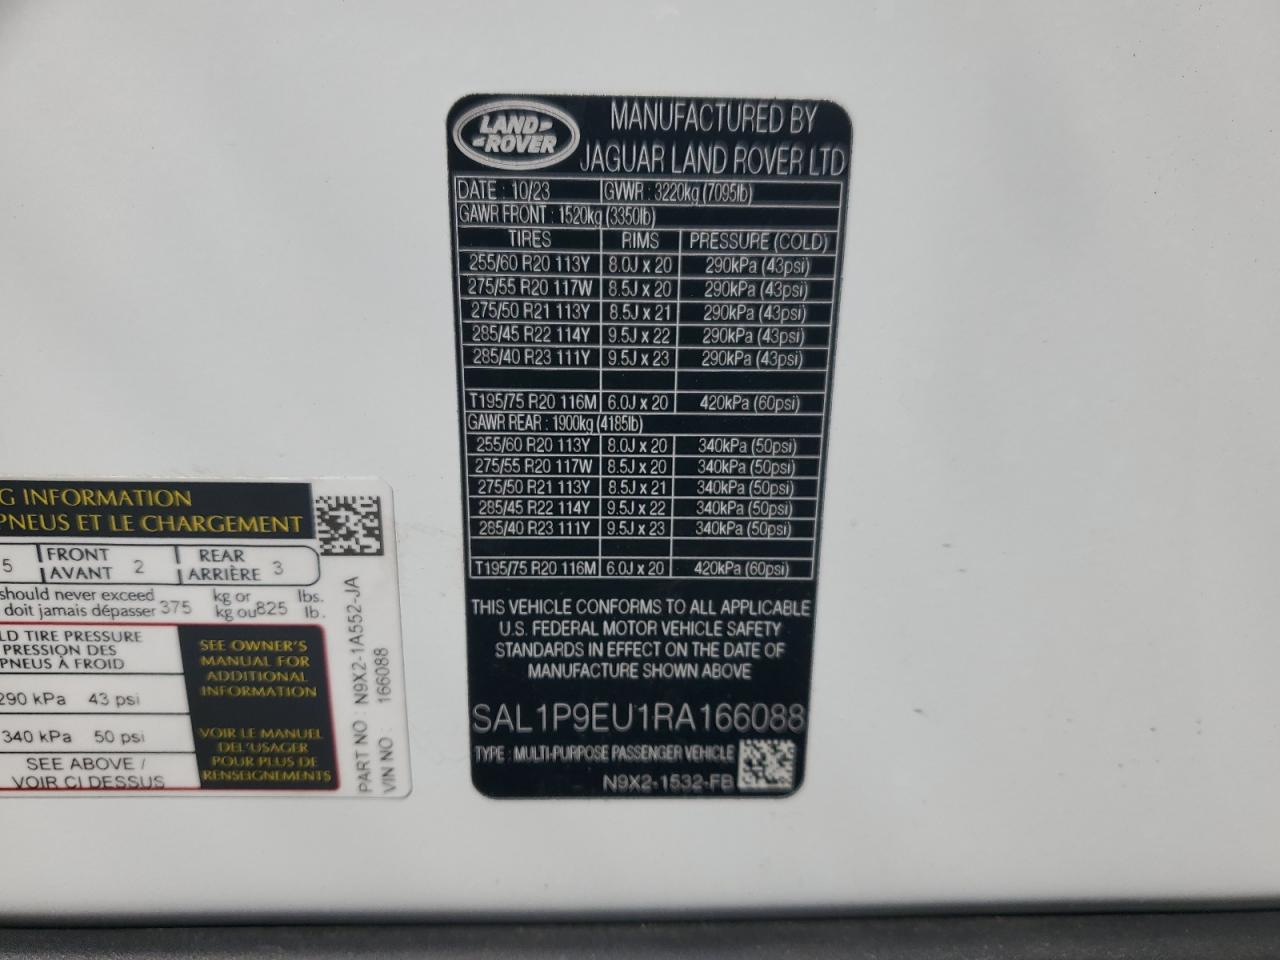 LAND-
-ROVER
MANUFACTURED BY
JAGUAR LAND ROVER LTD
DATE : 10/23 GVWR : 3220kg (7095lb)
GAWR FRONT : 1520kg (3350lb)
TIRES RIMS PRESSURE (COLD)
255/60 R20 113Y 8.0J x 20 290kPa (43psi)
275/55 R20 117W 8.5J x 20 290kPa (43psi)
275/50 R21 113Y 8.5J x 21 290kPa (43psi)
285/45 R22 114Y 9.5J x 22 290kPa (43psi)
285/40 R23 111Y 9.5J x 23 290kPa (43psi)
T195/75 R20 116M 6.0J x 20 420kPa (60psi)
GAWR REAR : 1900kg (4185lb)
255/60 R20 113Y 8.0J x 20 340kPa (50psi)
275/55 R20 117W 8.5J x 20 340kPa (50psi)
275/50 R21 113Y 8.5J x 21 340kPa (50psi)
285/45 R22 114Y 9.5J x 22 340kPa (50psi)
285/40 R23 111Y 9.5J x 23 340kPa (50psi)
T195/75 R20 116M 6.0J x 20 420kPa (60psi)
THIS VEHICLE CONFORMS TO ALL APPLICABLE
U.S. FEDERAL MOTOR VEHICLE SAFETY
STANDARDS IN EFFECT ON THE DATE OF
MANUFACTURE SHOWN ABOVE
SAL1P9EU1RA166088
TYPE : MULTI-PURPOSE PASSENGER VEHICLE
N9X2-1532-FB
G INFORMATION
PNEUS ET LE CHARGEMENT
5 FRONT 2 REAR 3
AVANT ARRIÈRE
should never exceed 375 kg or 825 lbs.
doit jamais dépasser kg ou lb.
LD TIRE PRESSURE
PRESSION DES
PNEUS À FROID
290 kPa 43 psi
340 kPa 50 psi
SEE ABOVE /
VOIR CI DESSUS
SEE OWNER'S
MANUAL FOR
ADDITIONAL
INFORMATION
VOIR LE MANUEL
DEL'USAGER
POUR PLUS DE
RENSEIGNEMENTS
PART NO : N9X2-1A552-JA
VIN NO : 166088